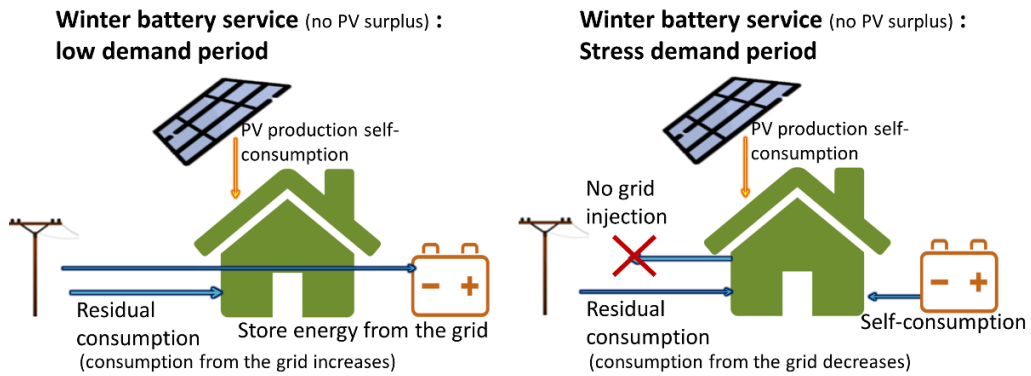 Winter battery service (no PV surplus) :
low demand period
PV production self-
consumption
Residual
consumption
Store energy from the grid
(consumption from the grid increases)
Winter battery service (no PV surplus) :
Stress demand period
PV production self-
consumption
No grid
injection
Residual
consumption
Self-consumption
(consumption from the grid decreases)